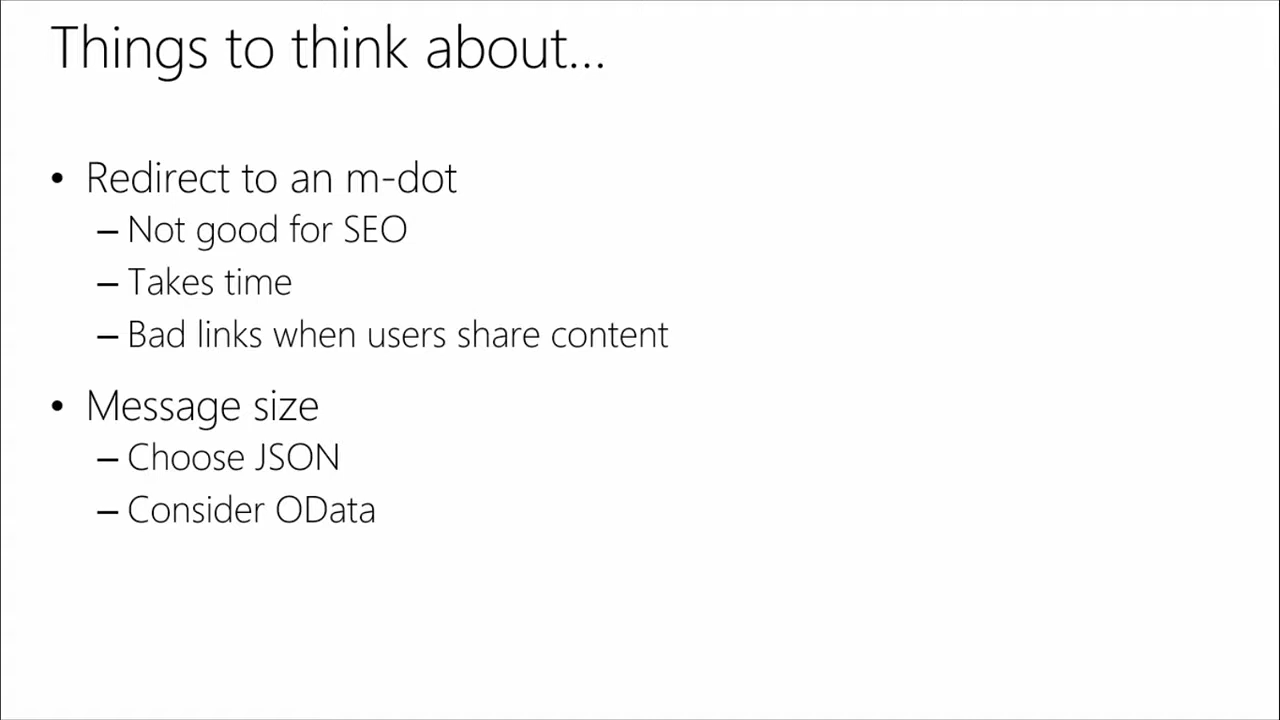 Things to think about...
• Redirect to an m-dot
– Not good for SEO
– Takes time
– Bad links when users share content
• Message size
– Choose JSON
– Consider OData